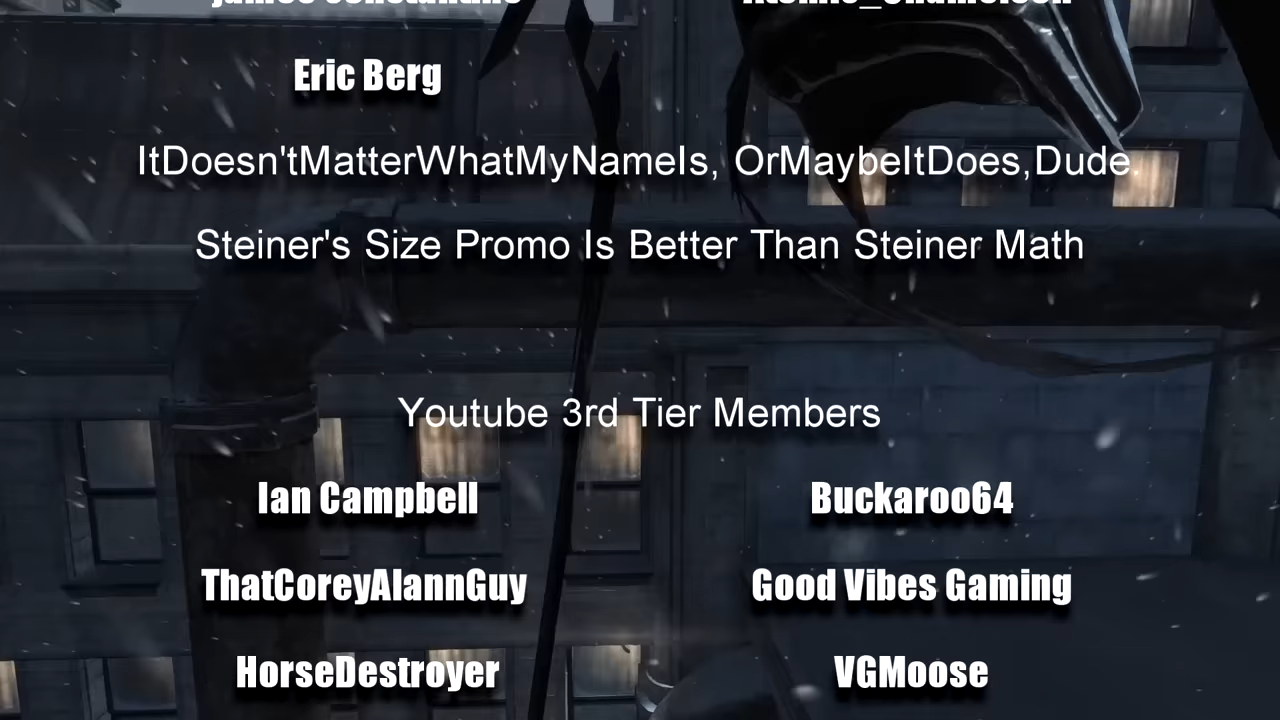 Eric Berg
ItDoesn'tMatterWhatMyNameIs, OrMaybeItDoes,Dude.
Steiner's Size Promo Is Better Than Steiner Math
Youtube 3rd Tier Members
Ian Campbell Buckaroo64
ThatCoreyAlannGuy Good Vibes Gaming
HorseDestroyer VGMoose